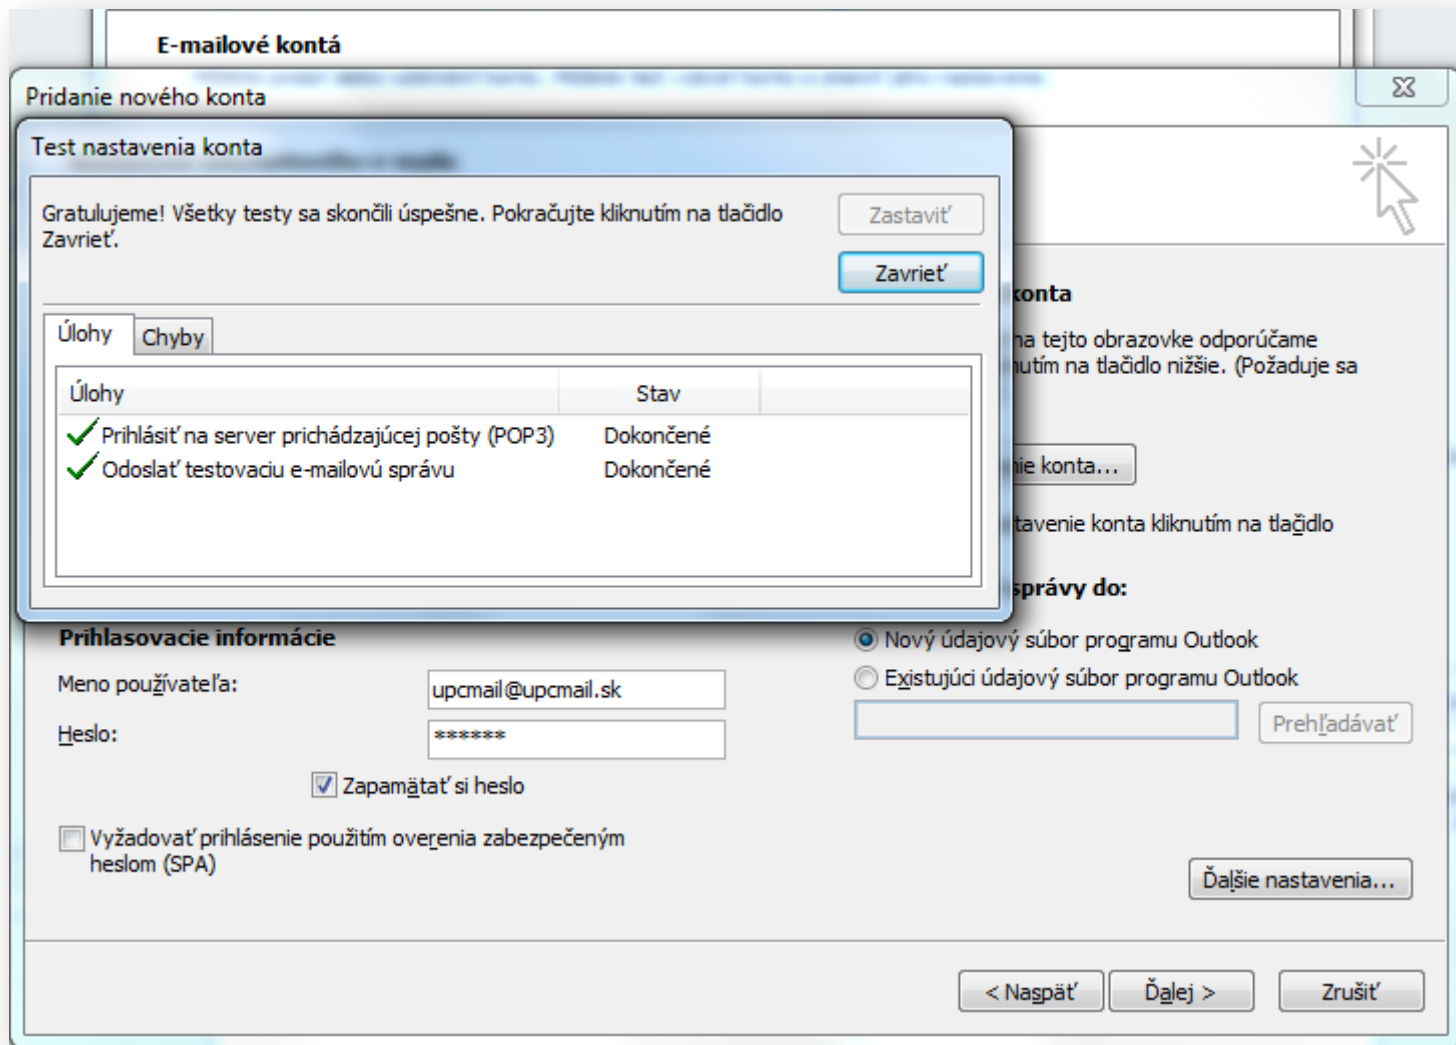 E-mailové kontá
Pridanie nového konta
Test nastavenia konta
Gratulujeme! Všetky testy sa skončili úspešne. Pokračujte kliknutím na tlačidlo
Zavrieť.
Zastaviť
Zavrieť
Úlohy
Chyby
Úlohy
Stav
Prihlásiť na server prichádzajúcej pošty (POP3)
Dokončené
Odoslať testovaciu e-mailovú správu
Dokončené
konta
na tejto obrazovke odporúčame
nutím na tlačidlo nižšie. (Požaduje sa
nie konta...
tavenie konta kliknutím na tlačidlo
správy do:
Nový údajový súbor programu Outlook
Existujúci údajový súbor programu Outlook
Prehľadávať
Prihlasovacie informácie
Meno používateľa:
upcmail@upcmail.sk
Heslo:
******
Zapamätať si heslo
Vyžadovať prihlásenie použitím overenia zabezpečeným
heslom (SPA)
Ďalšie nastavenia...
< Naspäť
Ďalej >
Zrušiť